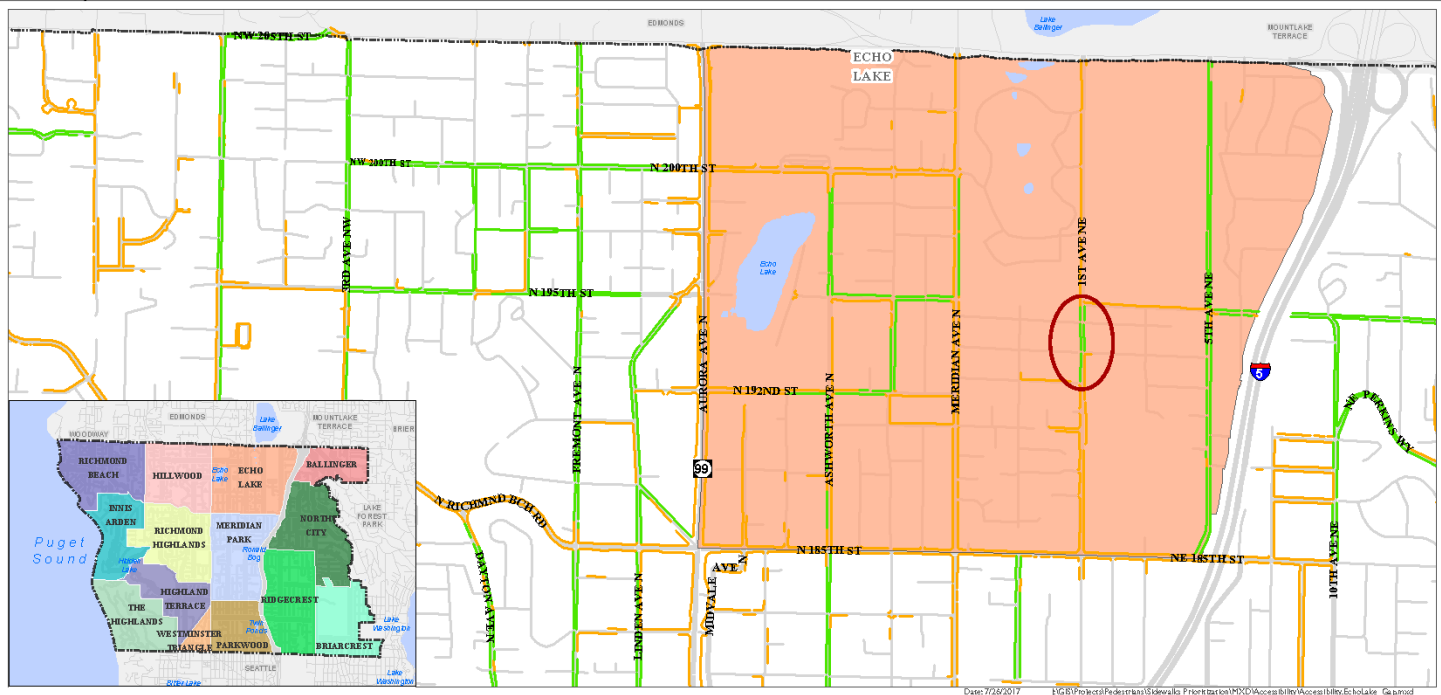 EDMONDS
Lake
Ballinger
MOUNTLAKE
TERRACE
NW 205TH ST
ECHO
LAKE
NW 200TH ST
N 200TH ST
3RD AVE NW
1ST AVE NE
Echo
Lake
N 195TH ST
5TH AVE NE
AURORA AVE N
MERIDIAN AVE N
FREMONT AVE N
N 192ND ST
ASHWORTH AVE N
5
NE PERKINS WY
99
N RICHMND BCH RD
N 185TH ST
NE 185TH ST
DAYTON AVE N
LINDEN AVE N
MIDVALE
AVE N
10TH AVE NE
EDMONDS
Lake
Ballinger
MOUNTLAKE
TERRACE
BRIER
WOODWAY
RICHMOND
BEACH
HILLWOOD
Echo
Lake
ECHO
LAKE
BALLINGER
INNIS
ARDEN
RICHMOND
HIGHLANDS
MERIDIAN
PARK
NORTH
CITY
LAKE
FOREST
PARK
Puget
Sound
Hidden
Lake
Ronald
Bog
HIGHLAND
TERRACE
RIDGECREST
THE
HIGHLANDS
WESTMINSTER
TRIANGLE
Twin
Ponds
PARKWOOD
BRIARCREST
Lake
Washington
SEATTLE
Bitter Lake
Lake
Washington
Date: 7/26/2017